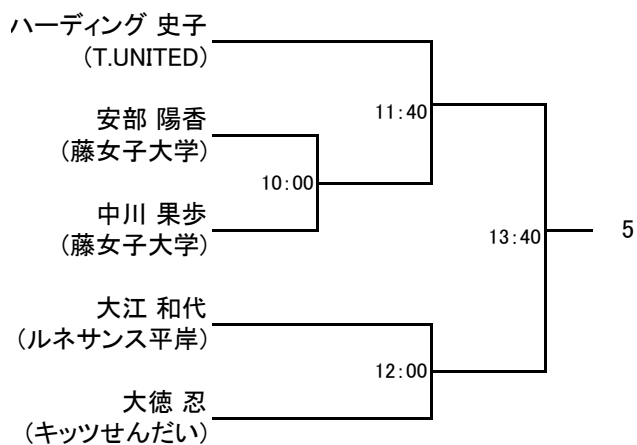 ハーディング 史子
(T.UNITED)
安部 陽香
(藤女子大学)
中川 果歩
(藤女子大学)
大江 和代
(ルネサンス平岸)
大徳 忍
(キッツせんだい)
10:00
11:40
12:00
13:40
5